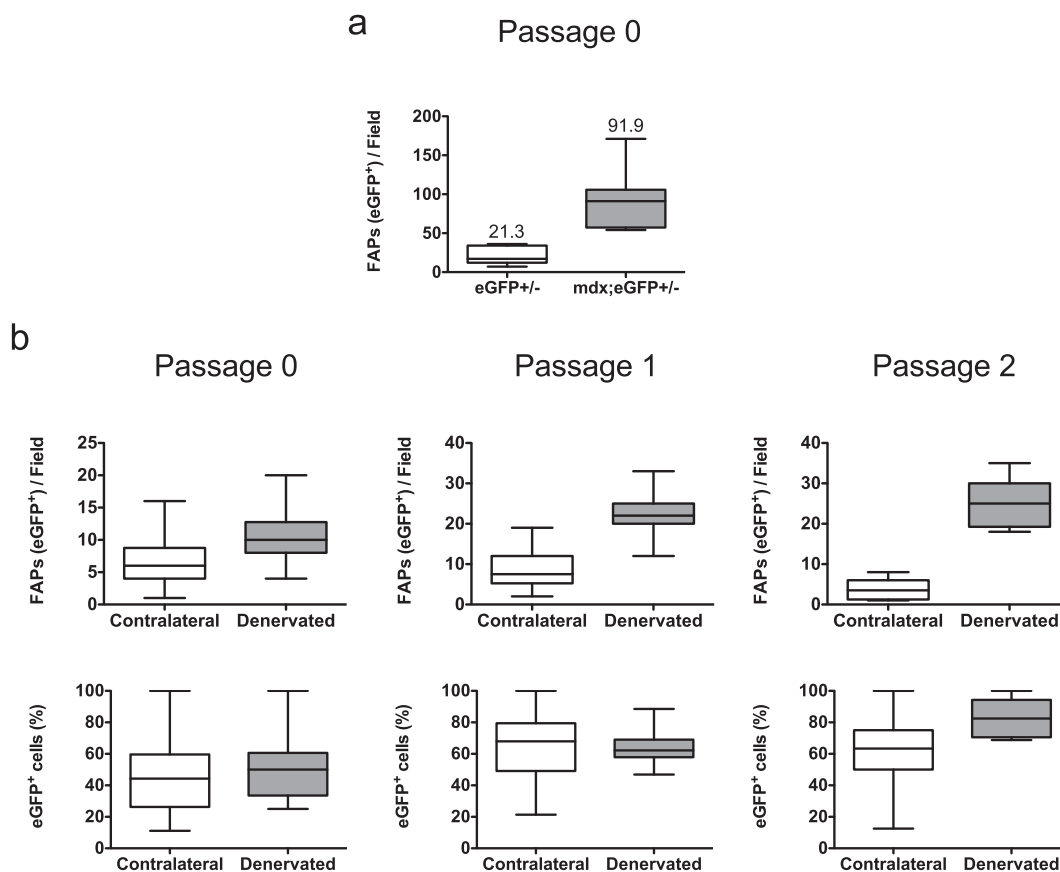 a
Passage 0
FAPs (eGFP⁺) / Field
200
150
100
50
0
21.3
91.9
eGFP+/-
mdx;eGFP+/-
b
Passage 0
Passage 1
Passage 2
FAPs (eGFP⁺) / Field
25
20
15
10
5
0
Contralateral
Denervated
FAPs (eGFP⁺) / Field
40
30
20
10
0
Contralateral
Denervated
FAPs (eGFP⁺) / Field
40
30
20
10
0
Contralateral
Denervated
eGFP⁺ cells (%)
100
80
60
40
20
0
Contralateral
Denervated
eGFP⁺ cells (%)
100
80
60
40
20
0
Contralateral
Denervated
eGFP⁺ cells (%)
100
80
60
40
20
0
Contralateral
Denervated